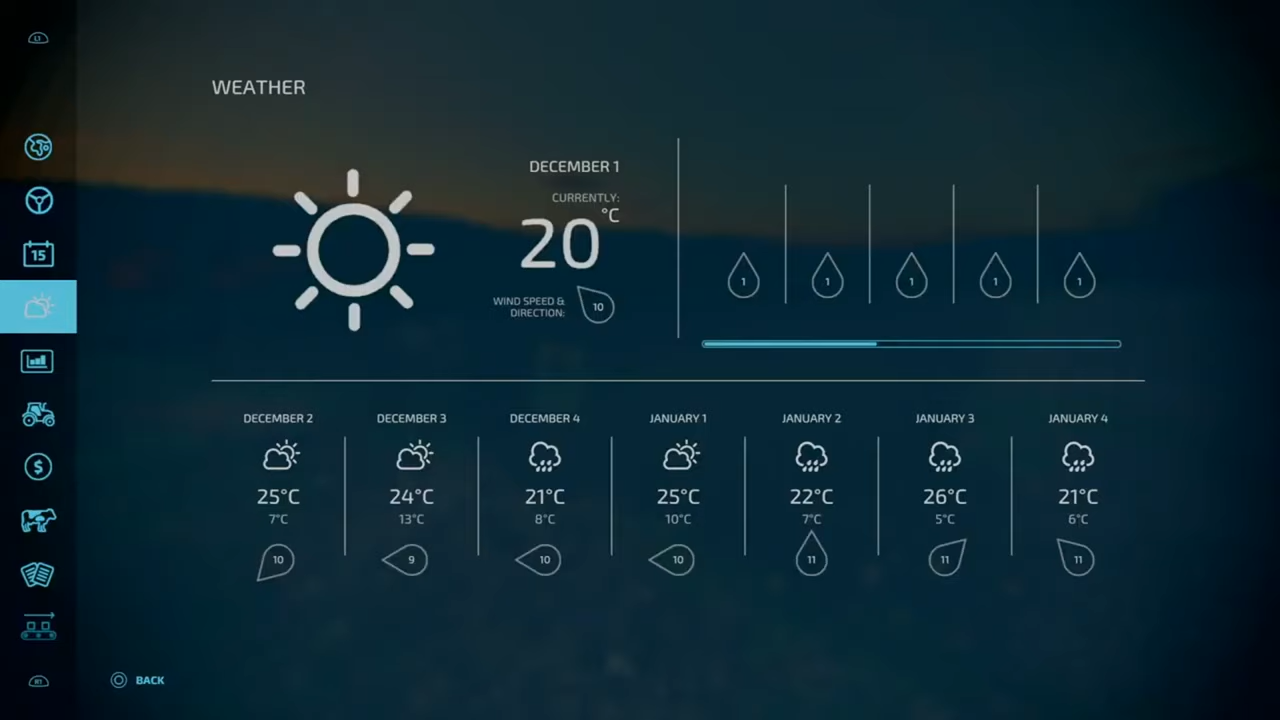 L1
WEATHER
DECEMBER 1
CURRENTLY:
20 °C
WIND SPEED &
DIRECTION:
10
1 1 1 1 1
15
$
DECEMBER 2 DECEMBER 3 DECEMBER 4 JANUARY 1 JANUARY 2 JANUARY 3 JANUARY 4
25°C 24°C 21°C 25°C 22°C 26°C 21°C
7°C 13°C 8°C 10°C 7°C 5°C 6°C
10 9 10 10 11 11 11
R1
BACK